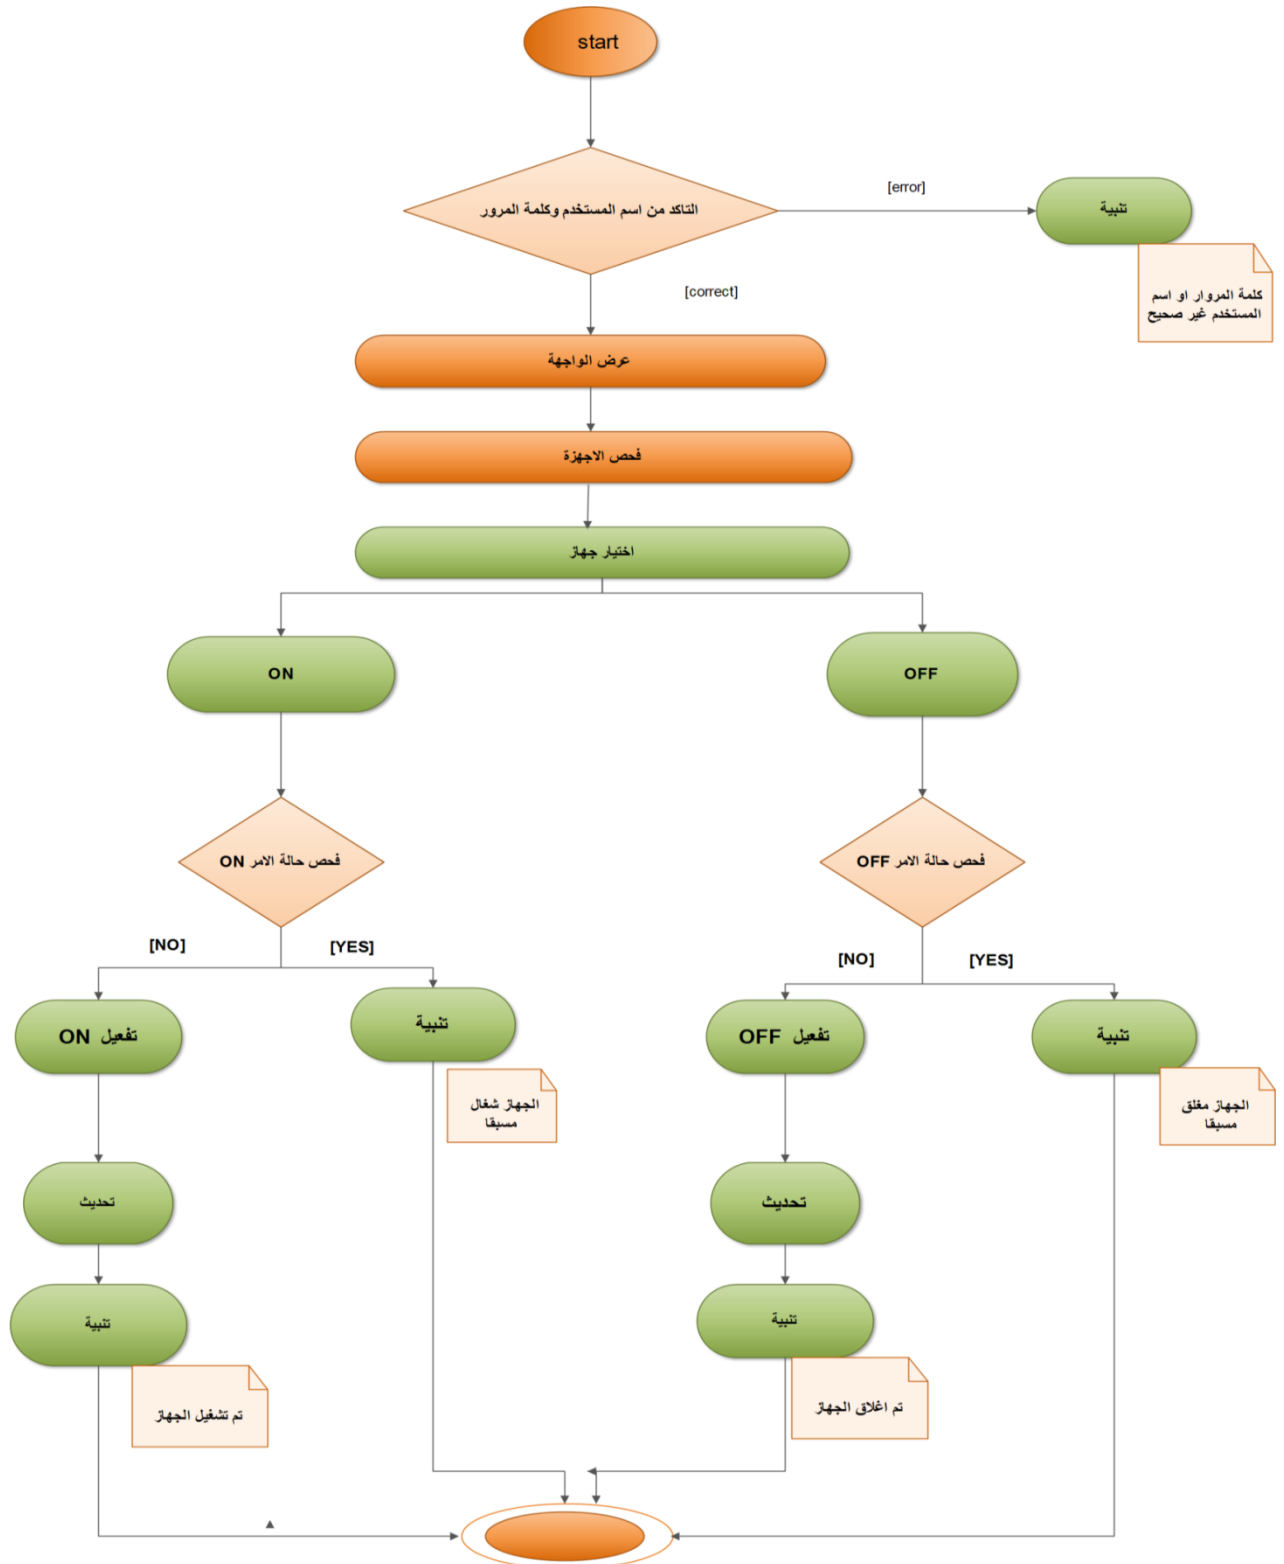 start
التاكد من اسم المستخدم وكلمة المرور
[error]
تنبية
كلمة المروار او اسم
المستخدم غير صحيح
[correct]
عرض الواجهة
فحص الاجهزة
اختيار جهاز
ON
OFF
فحص حالة الامر ON
فحص حالة الامر OFF
[NO]
[YES]
[NO]
[YES]
تفعيل ON
تنبية
تفعيل OFF
تنبية
الجهاز شغال
مسبقا
الجهاز مغلق
مسبقا
تحديث
تحديث
تنبية
تنبية
تم تشغيل الجهاز
تم اغلاق الجهاز